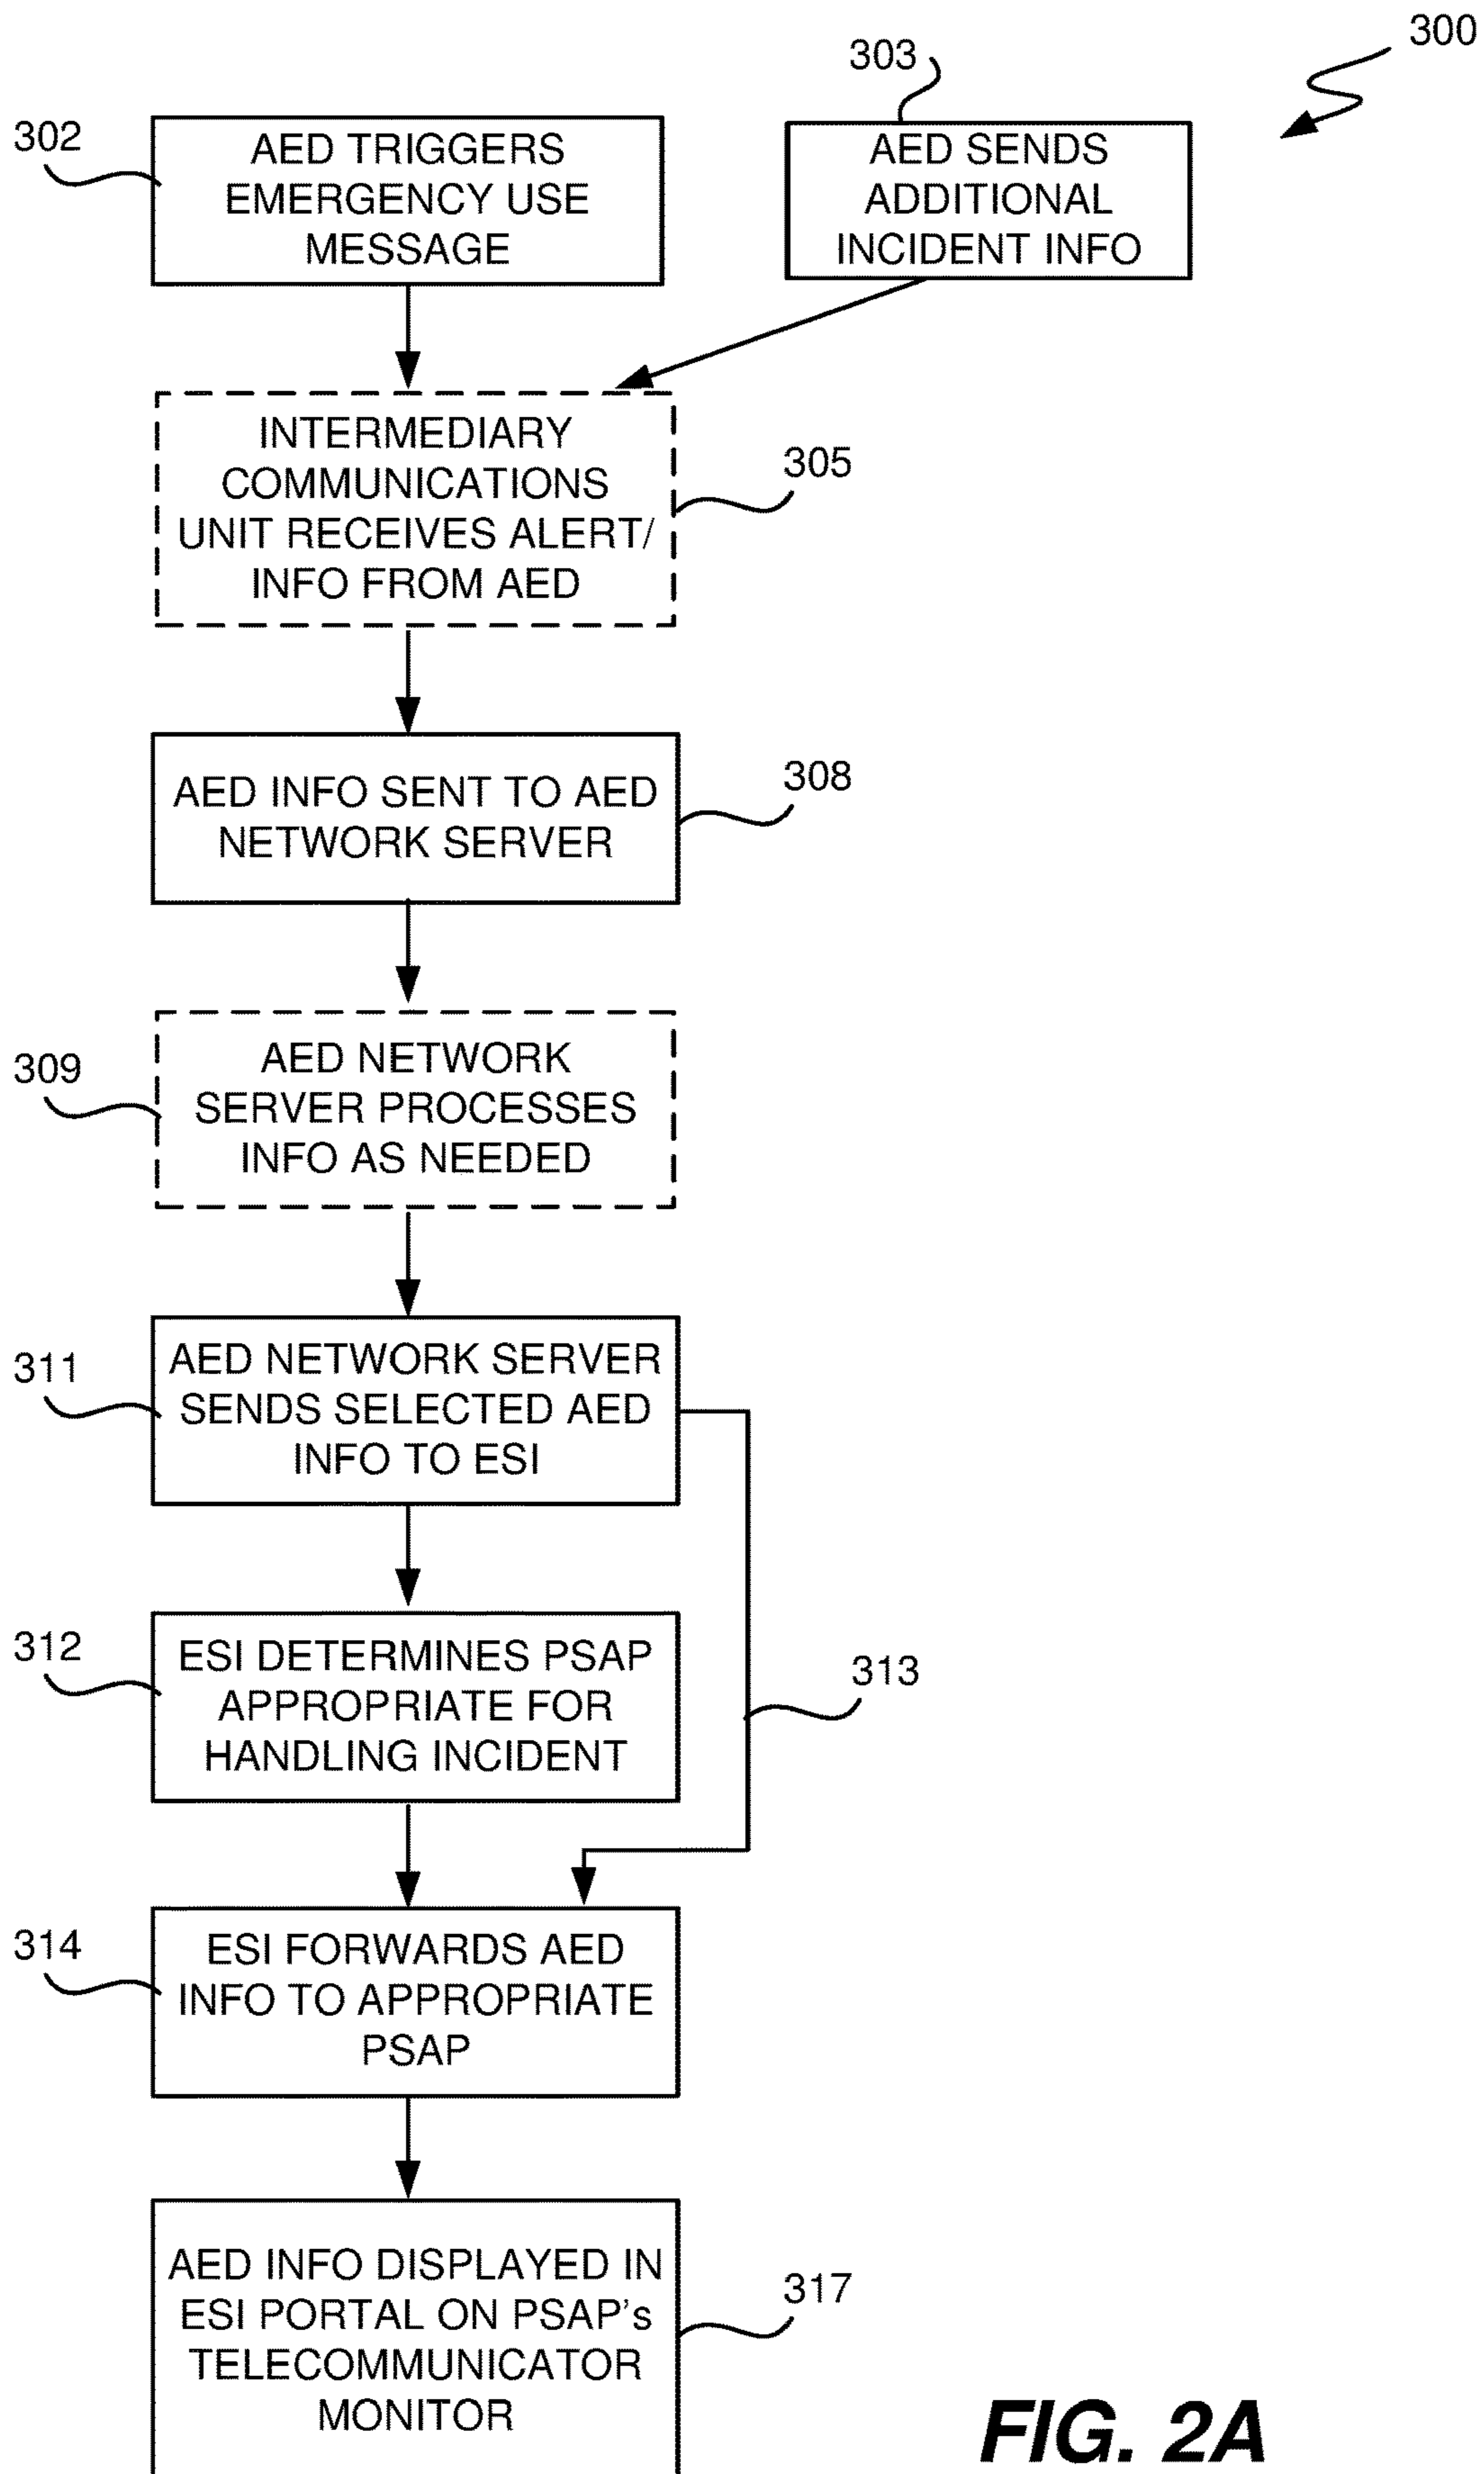 300
303
302
AED TRIGGERS
EMERGENCY USE
MESSAGE
AED SENDS
ADDITIONAL
INCIDENT INFO
INTERMEDIARY
COMMUNICATIONS
UNIT RECEIVES ALERT/
INFO FROM AED
305
AED INFO SENT TO AED
NETWORK SERVER
308
309
AED NETWORK
SERVER PROCESSES
INFO AS NEEDED
311
AED NETWORK SERVER
SENDS SELECTED AED
INFO TO ESI
312
ESI DETERMINES PSAP
APPROPRIATE FOR
HANDLING INCIDENT
313
314
ESI FORWARDS AED
INFO TO APPROPRIATE
PSAP
AED INFO DISPLAYED IN
ESI PORTAL ON PSAP's
TELECOMMUNICATOR
MONITOR
317
FIG. 2A